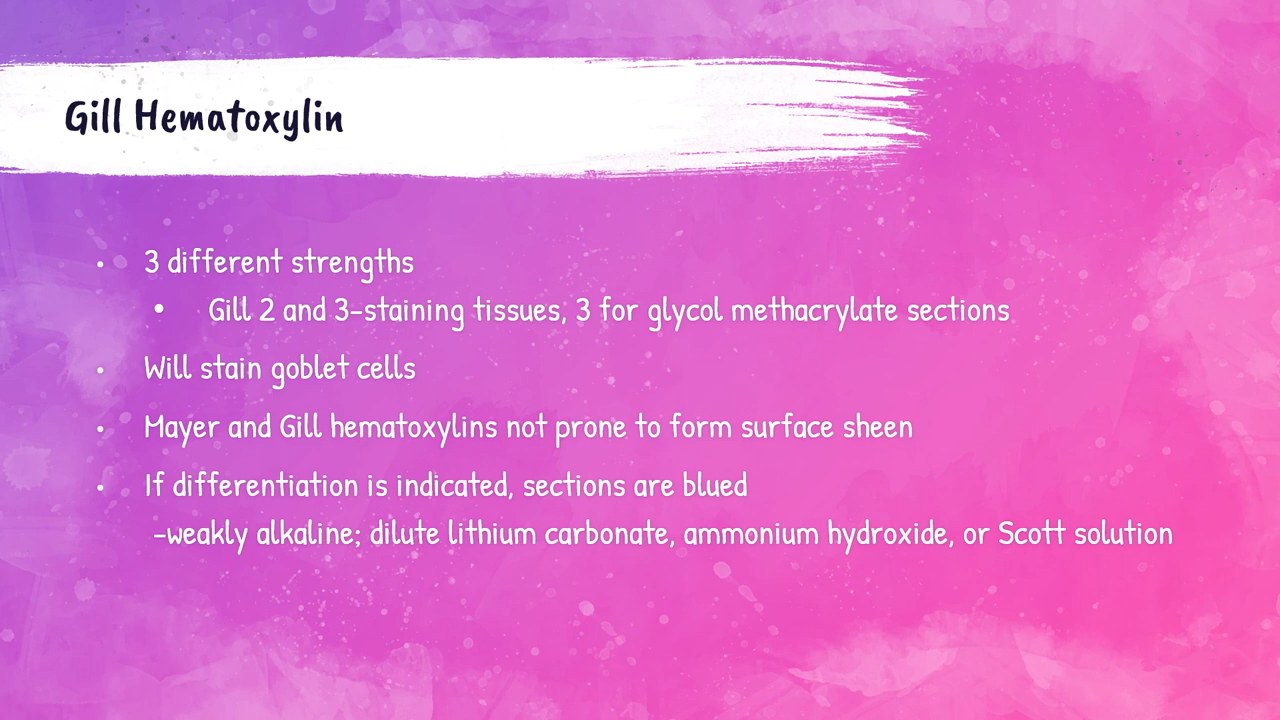 Gill Hematoxylin
• 3 different strengths
• Gill 2 and 3-staining tissues, 3 for glycol methacrylate sections
• Will stain goblet cells
• Mayer and Gill hematoxylins not prone to form surface sheen
• If differentiation is indicated, sections are blued
-weakly alkaline; dilute lithium carbonate, ammonium hydroxide, or Scott solution